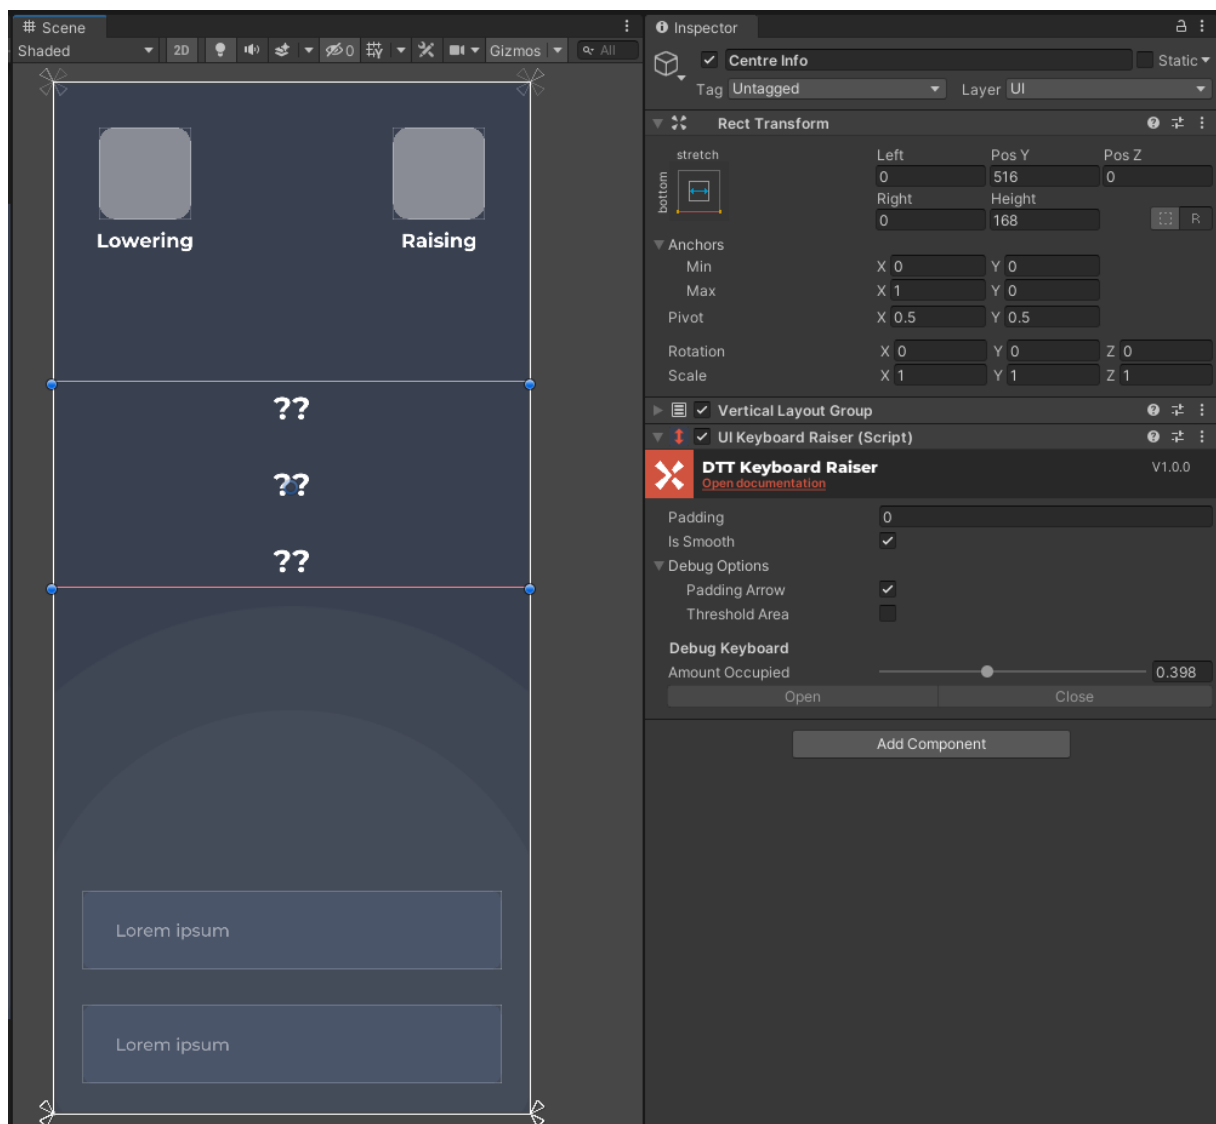 Scene
Shaded 2D 0 Gizmos All
Lowering Raising
??
??
??
Lorem ipsum
Lorem ipsum
Inspector
Centre Info Static
Tag Untagged Layer UI
Rect Transform
stretch Left Pos Y Pos Z
bottom 0 516 0
Right Height
0 168 R
Anchors
Min X 0 Y 0
Max X 1 Y 0
Pivot X 0.5 Y 0.5
Rotation X 0 Y 0 Z 0
Scale X 1 Y 1 Z 1
Vertical Layout Group
UI Keyboard Raiser (Script)
DTT Keyboard Raiser V1.0.0
Open documentation
Padding 0
Is Smooth
Debug Options
Padding Arrow
Threshold Area
Debug Keyboard
Amount Occupied 0.398
Open Close
Add Component